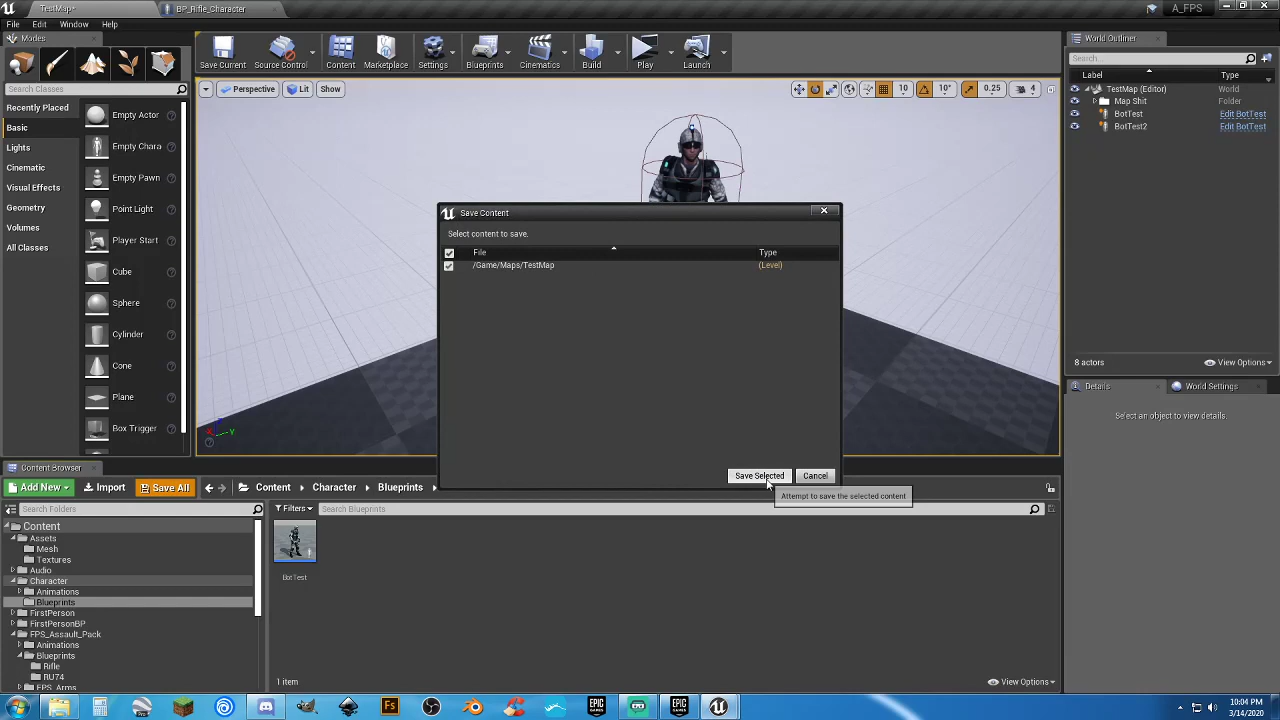 TestMap*
BP_Rifle_Character
A_FPS
File Edit Window Help
Modes
Search Classes
Recently Placed
Basic
Lights
Cinematic
Visual Effects
Geometry
Volumes
All Classes
Empty Actor
Empty Chara
Empty Pawn
Point Light
Player Start
Cube
Sphere
Cylinder
Cone
Plane
Box Trigger
Save Current
Source Control
Content
Marketplace
Settings
Blueprints
Cinematics
Build
Play
Launch
Perspective
Lit
Show
10
10°
0.25
4
Save Content
Select content to save.
File Type
/Game/Maps/TestMap (Level)
Save Selected
Cancel
Attempt to save the selected content
Y
World Outliner
Search...
Label Type
TestMap (Editor) World
Map Shit Folder
BotTest Edit BotTest
BotTest2 Edit BotTest
8 actors
View Options
Details
World Settings
Select an object to view details.
Content Browser
Add New
Import
Save All
Content
Character
Blueprints
Search Folders
Filters
Search Blueprints
Content
Assets
Mesh
Textures
Audio
Character
Animations
Blueprints
FirstPerson
FirstPersonBP
FPS_Assault_Pack
Animations
Blueprints
Rifle
RU74
FPS_Arms
BotTest
1 item
View Options
Pro
Fs
EPIC
GAMES
EPIC
GAMES
10:04 PM
3/14/2020